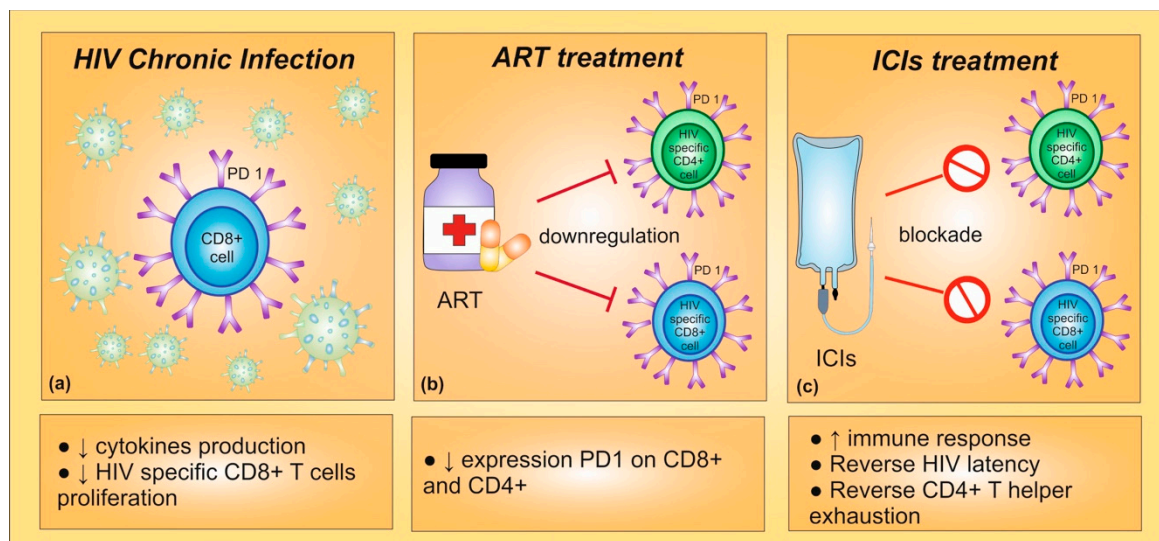 HIV Chronic Infection
PD 1
CD8+
cell
(a)
● ↓ cytokines production
● ↓ HIV specific CD8+ T cells
proliferation
ART treatment
PD 1
HIV
specific
CD4+
cell
downregulation
ART
PD 1
HIV
specific
CD8+
cell
(b)
● ↓ expression PD1 on CD8+
and CD4+
ICIs treatment
PD 1
HIV
specific
CD4+
cell
blockade
PD 1
HIV
specific
CD8+
cell
ICIs
(c)
● ↑ immune response
● Reverse HIV latency
● Reverse CD4+ T helper
exhaustion